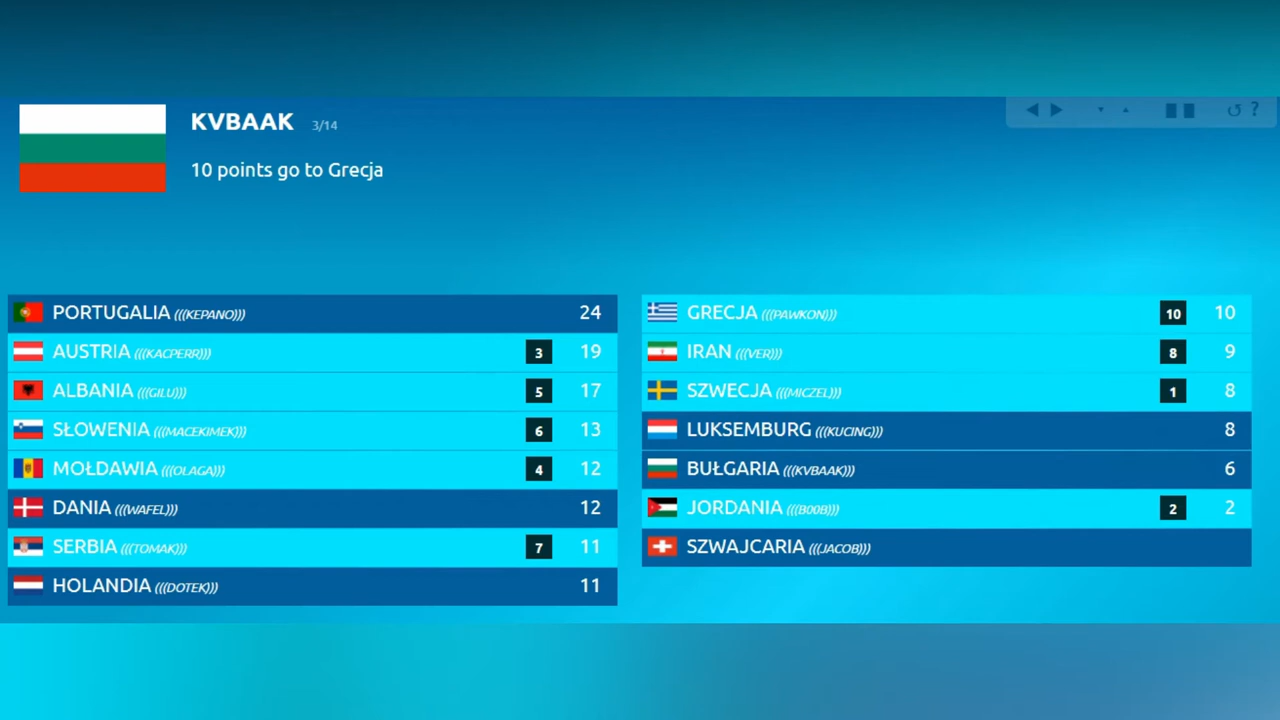 KVBAAK 3/14
10 points go to Grecja
?
PORTUGALIA (((KEPANO))) 24
AUSTRIA (((KACPERR))) 3 19
ALBANIA (((GILU))) 5 17
SŁOWENIA (((MACEKIMEK))) 6 13
MOŁDAWIA (((OLAGA))) 4 12
DANIA (((WAFEL))) 12
SERBIA (((TOMAK))) 7 11
HOLANDIA (((DOTEK))) 11
GRECJA (((PAWKON))) 10 10
IRAN (((VER))) 8 9
SZWECJA (((MICZEL))) 1 8
LUKSEMBURG (((KUCING))) 8
BUŁGARIA (((KVBAAK))) 6
JORDANIA (((B00B))) 2 2
SZWAJCARIA (((JACOB)))